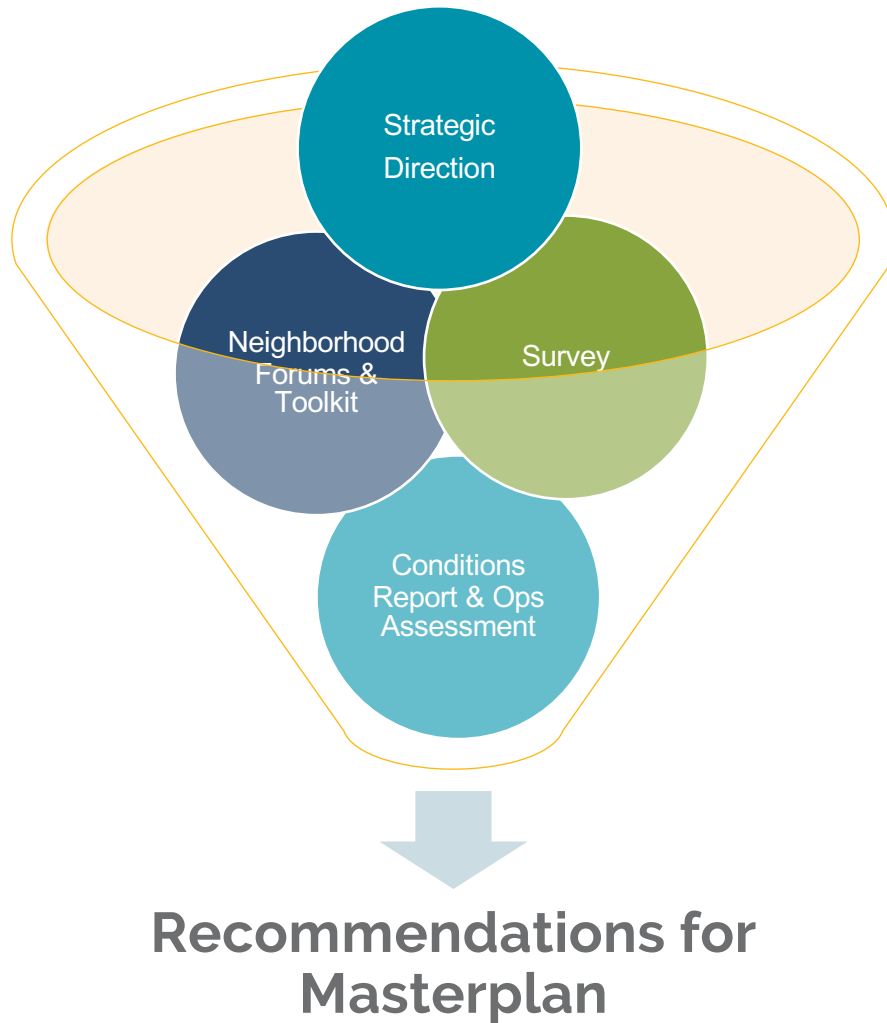 Strategic
Direction
Neighborhood
Forums &
Toolkit
Survey
Conditions
Report & Ops
Assessment
Recommendations for
Masterplan